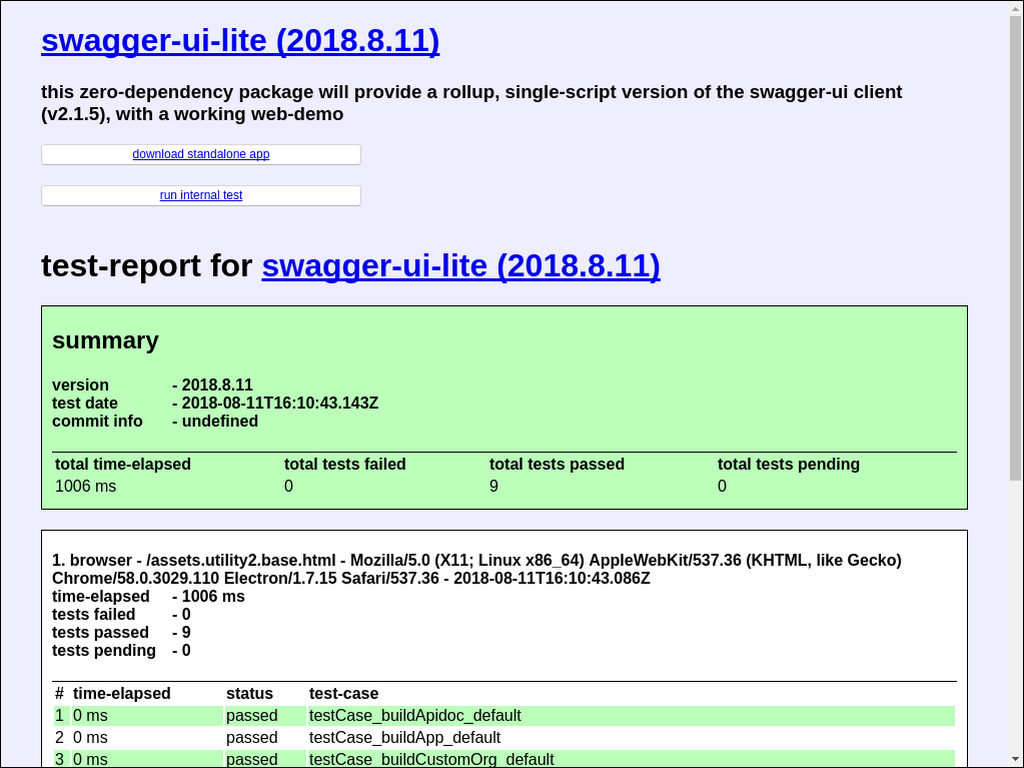 swagger-ui-lite (2018.8.11)
this zero-dependency package will provide a rollup, single-script version of the swagger-ui client
(v2.1.5), with a working web-demo
download standalone app
run internal test
test-report for swagger-ui-lite (2018.8.11)
summary
version - 2018.8.11
test date - 2018-08-11T16:10:43.143Z
commit info - undefined
total time-elapsed total tests failed total tests passed total tests pending
1006 ms 0 9 0
1. browser - /assets.utility2.base.html - Mozilla/5.0 (X11; Linux x86_64) AppleWebKit/537.36 (KHTML, like Gecko)
Chrome/58.0.3029.110 Electron/1.7.15 Safari/537.36 - 2018-08-11T16:10:43.086Z
time-elapsed - 1006 ms
tests failed - 0
tests passed - 9
tests pending - 0
# time-elapsed status test-case
1 0 ms passed testCase_buildApidoc_default
2 0 ms passed testCase_buildApp_default
3 0 ms passed testCase_buildCustomOrg_default